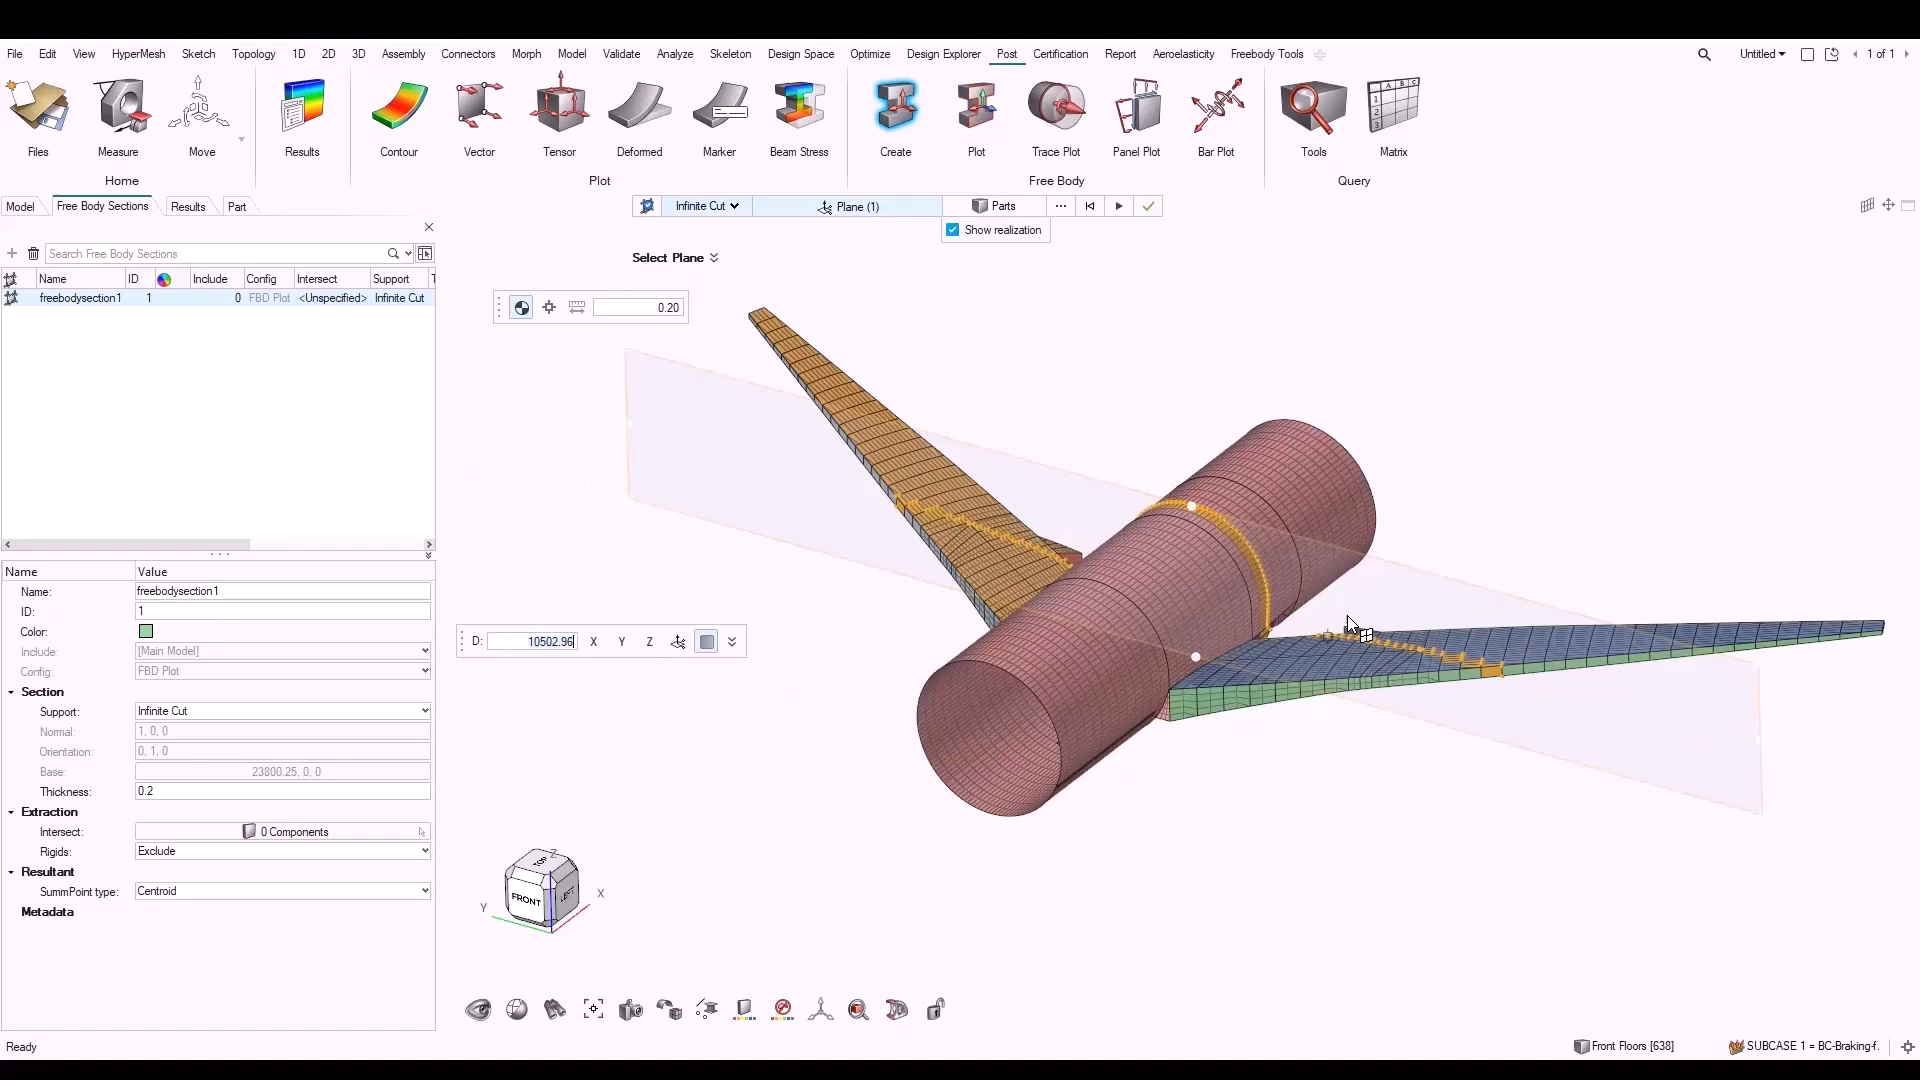 File Edit View HyperMesh Sketch Topology 1D 2D 3D Assembly Connectors Morph Model Validate Analyze Skeleton Design Space Optimize Design Explorer Post Certification Report Aeroelasticity Freebody Tools Untitled 1 of 1
Files Measure Move Results Contour Vector Tensor Deformed Marker Beam Stress Create Plot Trace Plot Panel Plot Bar Plot Tools Matrix
Home Plot Free Body Query
Model Free Body Sections Results Part
Infinite Cut Plane (1) Parts
Show realization
Search Free Body Sections
Select Plane
Name ID Include Config Intersect Support
freebodysection1 1 0 FBD Plot <Unspecified> Infinite Cut
0.20
Name Value
Name: freebodysection1
ID: 1
Color:
Include: [Main Model]
Config: FBD Plot
Section
Support: Infinite Cut
Normal: 1, 0, 0
Orientation: 0, 1, 0
Base: 23800.25, 0, 0
Thickness: 0.2
Extraction
Intersect: 0 Components
Rigids: Exclude
Resultant
SummPoint type: Centroid
Metadata
D: 10502.96 X Y Z
TOP Z
FRONT LEFT
Y X
Ready
Front Floors [638] SUBCASE 1 = BC-Braking-f.